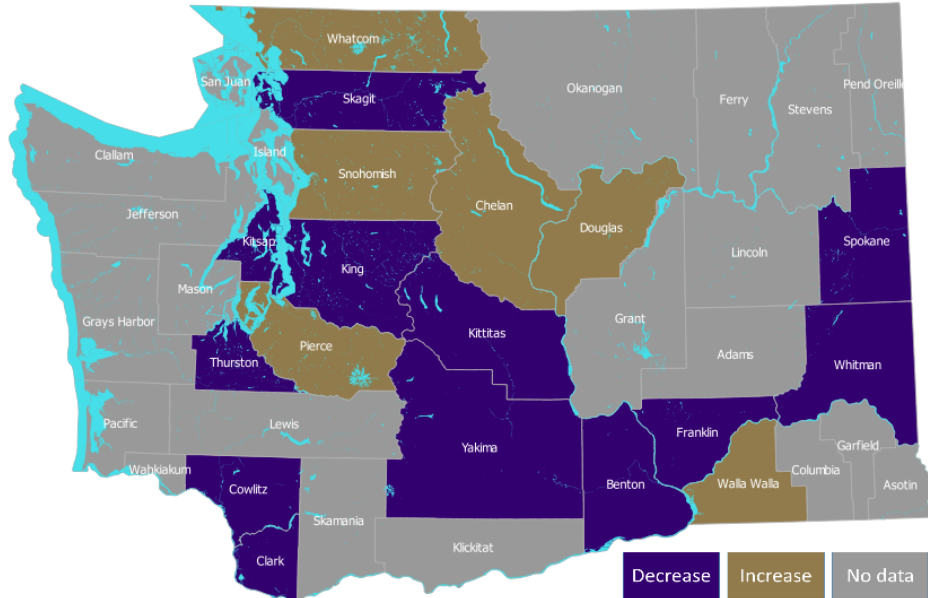 Whatcom
San Juan
Skagit
Okanogan
Ferry
Stevens
Pend Oreille
Clallam
Island
Snohomish
Chelan
Jefferson
Douglas
Kitsap
King
Lincoln
Spokane
Mason
Grays Harbor
Kittitas
Grant
Pierce
Thurston
Adams
Whitman
Pacific
Lewis
Yakima
Franklin
Garfield
Wahkiakum
Cowlitz
Benton
Walla Walla
Columbia
Asotin
Skamania
Klickitat
Clark
Decrease
Increase
No data